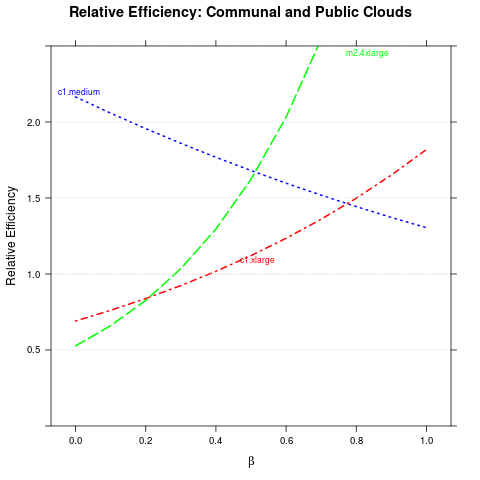 Relative Efficiency: Communal and Public Clouds
m2.4xlarge
c1.medium
2.0
1.5
c1.xlarge
1.0
0.5
Relative Efficiency
0.0 0.2 0.4 0.6 0.8 1.0
β